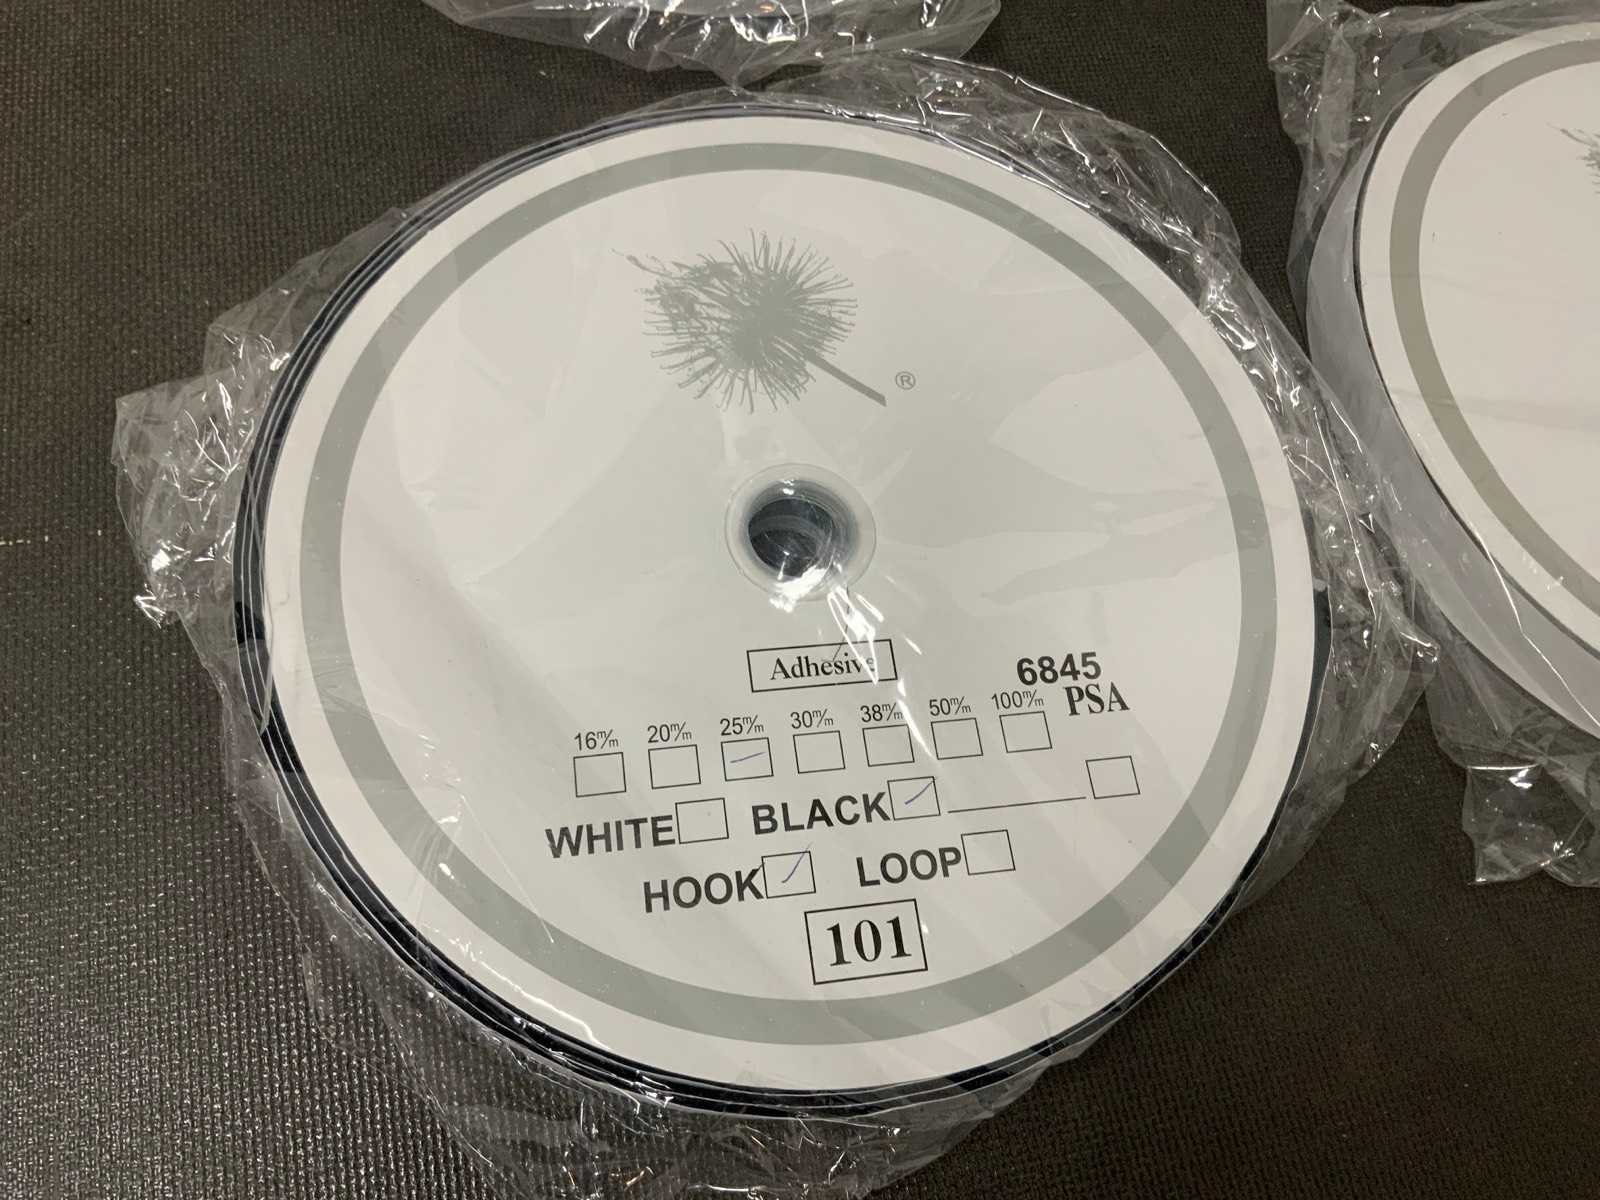 ®
Adhesive
6845
PSA
16m/m 20m/m 25m/m 30m/m 38m/m 50m/m 100m/m
WHITE BLACK
HOOK LOOP
101